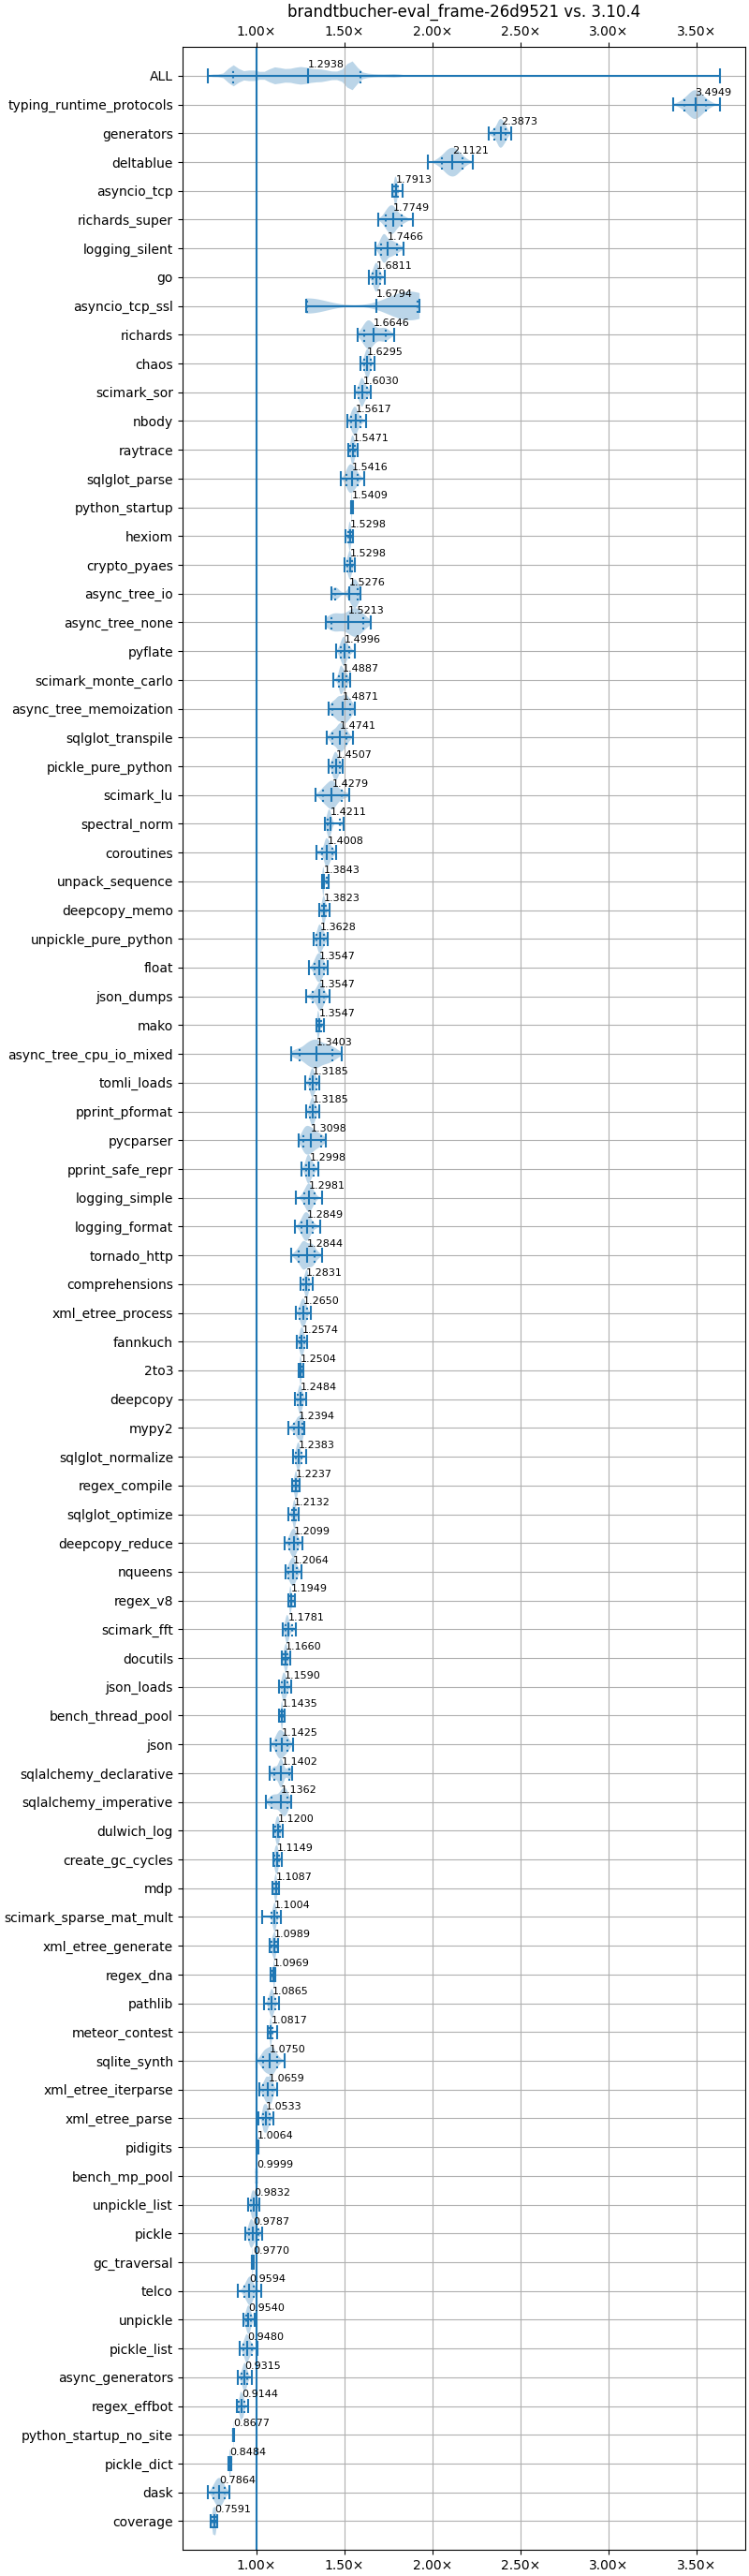 brandtbucher-eval_frame-26d9521 vs. 3.10.4
1.00× 1.50× 2.00× 2.50× 3.00× 3.50×
ALL 1.2938
typing_runtime_protocols 3.4949
generators 2.3873
deltablue 2.1121
asyncio_tcp 1.7913
richards_super 1.7749
logging_silent 1.7466
go 1.6811
asyncio_tcp_ssl 1.6794
richards 1.6646
chaos 1.6295
scimark_sor 1.6030
nbody 1.5617
raytrace 1.5471
sqlglot_parse 1.5416
python_startup 1.5409
hexiom 1.5298
crypto_pyaes 1.5298
async_tree_io 1.5276
async_tree_none 1.5213
pyflate 1.4996
scimark_monte_carlo 1.4887
async_tree_memoization 1.4871
sqlglot_transpile 1.4741
pickle_pure_python 1.4507
scimark_lu 1.4279
spectral_norm 1.4211
coroutines 1.4008
unpack_sequence 1.3843
deepcopy_memo 1.3823
unpickle_pure_python 1.3628
float 1.3547
json_dumps 1.3547
mako 1.3547
async_tree_cpu_io_mixed 1.3403
tomli_loads 1.3185
pprint_pformat 1.3185
pycparser 1.3098
pprint_safe_repr 1.2998
logging_simple 1.2981
logging_format 1.2849
tornado_http 1.2844
comprehensions 1.2831
xml_etree_process 1.2650
fannkuch 1.2574
2to3 1.2504
deepcopy 1.2484
mypy2 1.2394
sqlglot_normalize 1.2383
regex_compile 1.2237
sqlglot_optimize 1.2132
deepcopy_reduce 1.2099
nqueens 1.2064
regex_v8 1.1949
scimark_fft 1.1781
docutils 1.1660
json_loads 1.1590
bench_thread_pool 1.1435
json 1.1425
sqlalchemy_declarative 1.1402
sqlalchemy_imperative 1.1362
dulwich_log 1.1200
create_gc_cycles 1.1149
mdp 1.1087
scimark_sparse_mat_mult 1.1004
xml_etree_generate 1.0989
regex_dna 1.0969
pathlib 1.0865
meteor_contest 1.0817
sqlite_synth 1.0750
xml_etree_iterparse 1.0659
xml_etree_parse 1.0533
pidigits 1.0064
bench_mp_pool 0.9999
unpickle_list 0.9832
pickle 0.9787
gc_traversal 0.9770
telco 0.9594
unpickle 0.9540
pickle_list 0.9480
async_generators 0.9315
regex_effbot 0.9144
python_startup_no_site 0.8677
pickle_dict 0.8484
dask 0.7864
coverage 0.7591
1.00× 1.50× 2.00× 2.50× 3.00× 3.50×